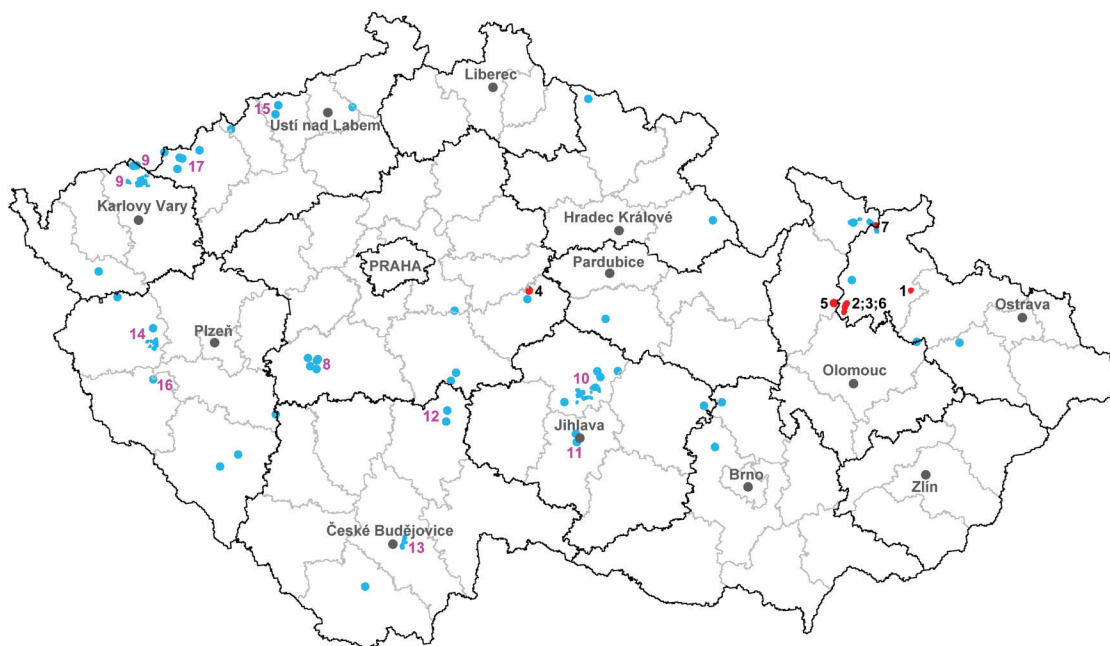 Liberec
15
Ustí nad Labem
9
17
9
Karlovy Vary
Hradec Králové
7
PRAHA
Pardubice
4
1
5
2;3;6
Ostrava
14
Plzeň
8
16
10
Olomouc
12
Jihlava
11
Brno
Zlín
České Budějovice
13